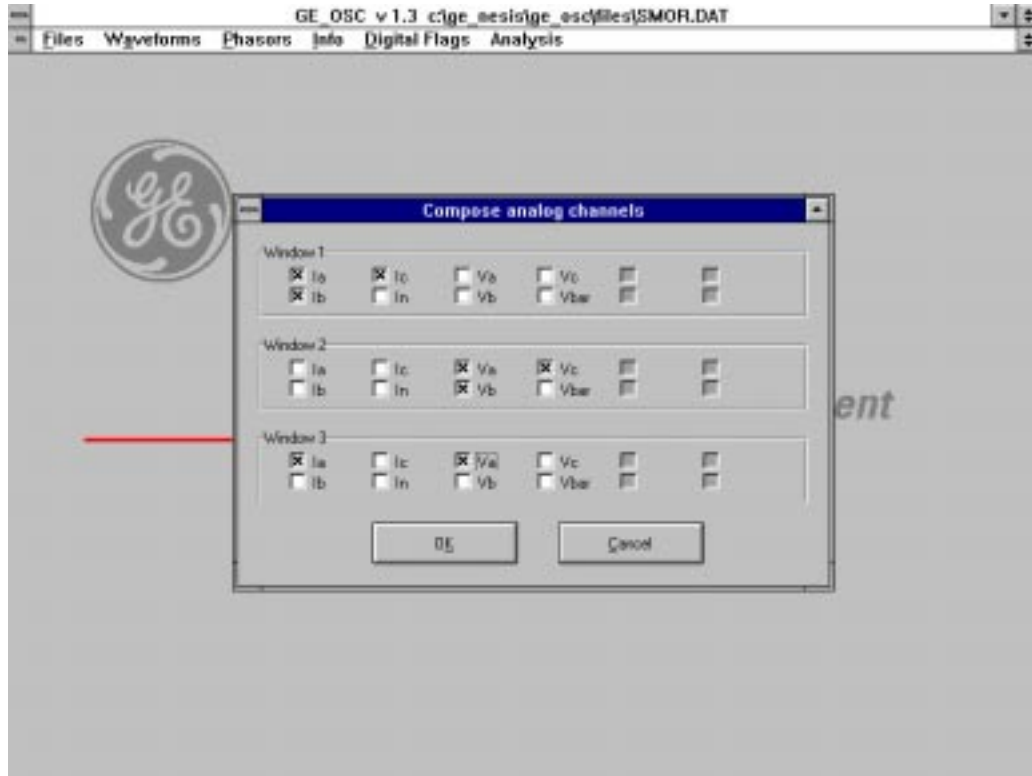 GE_OSC v 1.3 c:\ge_nesis\ge_osc\files\SMOR.DAT
Files Waveforms Phasors Info Digital Flags Analysis
GE
Compose analog channels
Window 1
Ia Ic Va Vc
Ib In Vb Vbar
Window 2
Ia Ic Va Vc
Ib In Vb Vbar
ent
Window 3
Ia Ic Va Vc
Ib In Vb Vbar
OK Cancel